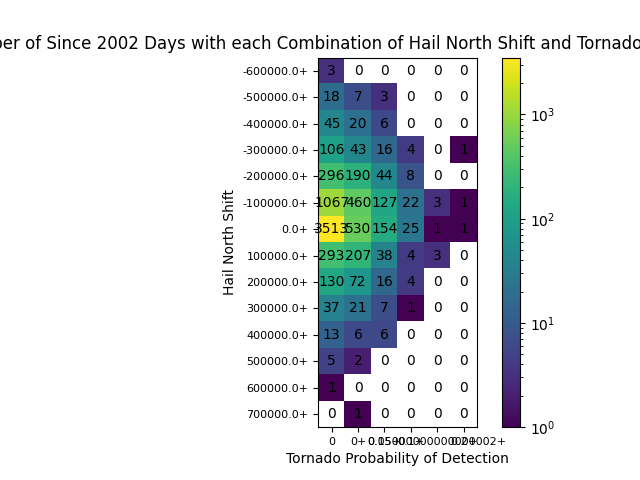 ber of Since 2002 Days with each Combination of Hail North Shift and Tornado
-600000.0+ 3 0 0 0 0 0
-500000.0+ 18 7 3 0 0 0
-400000.0+ 45 20 6 0 0 0
-300000.0+ 106 43 16 4 0 1
-200000.0+ 296 190 44 8 0 0
-100000.0+ 1067 460 127 22 3 1
0.0+ 3513 530 154 25 1 1
100000.0+ 293 207 38 4 3 0
200000.0+ 130 72 16 4 0 0
300000.0+ 37 21 7 1 0 0
400000.0+ 13 6 6 0 0 0
500000.0+ 5 2 0 0 0 0
600000.0+ 1 0 0 0 0 0
700000.0+ 0 1 0 0 0 0
0 0+
Tornado Probability of Detection
Hail North Shift
10³
10²
10¹
10⁰